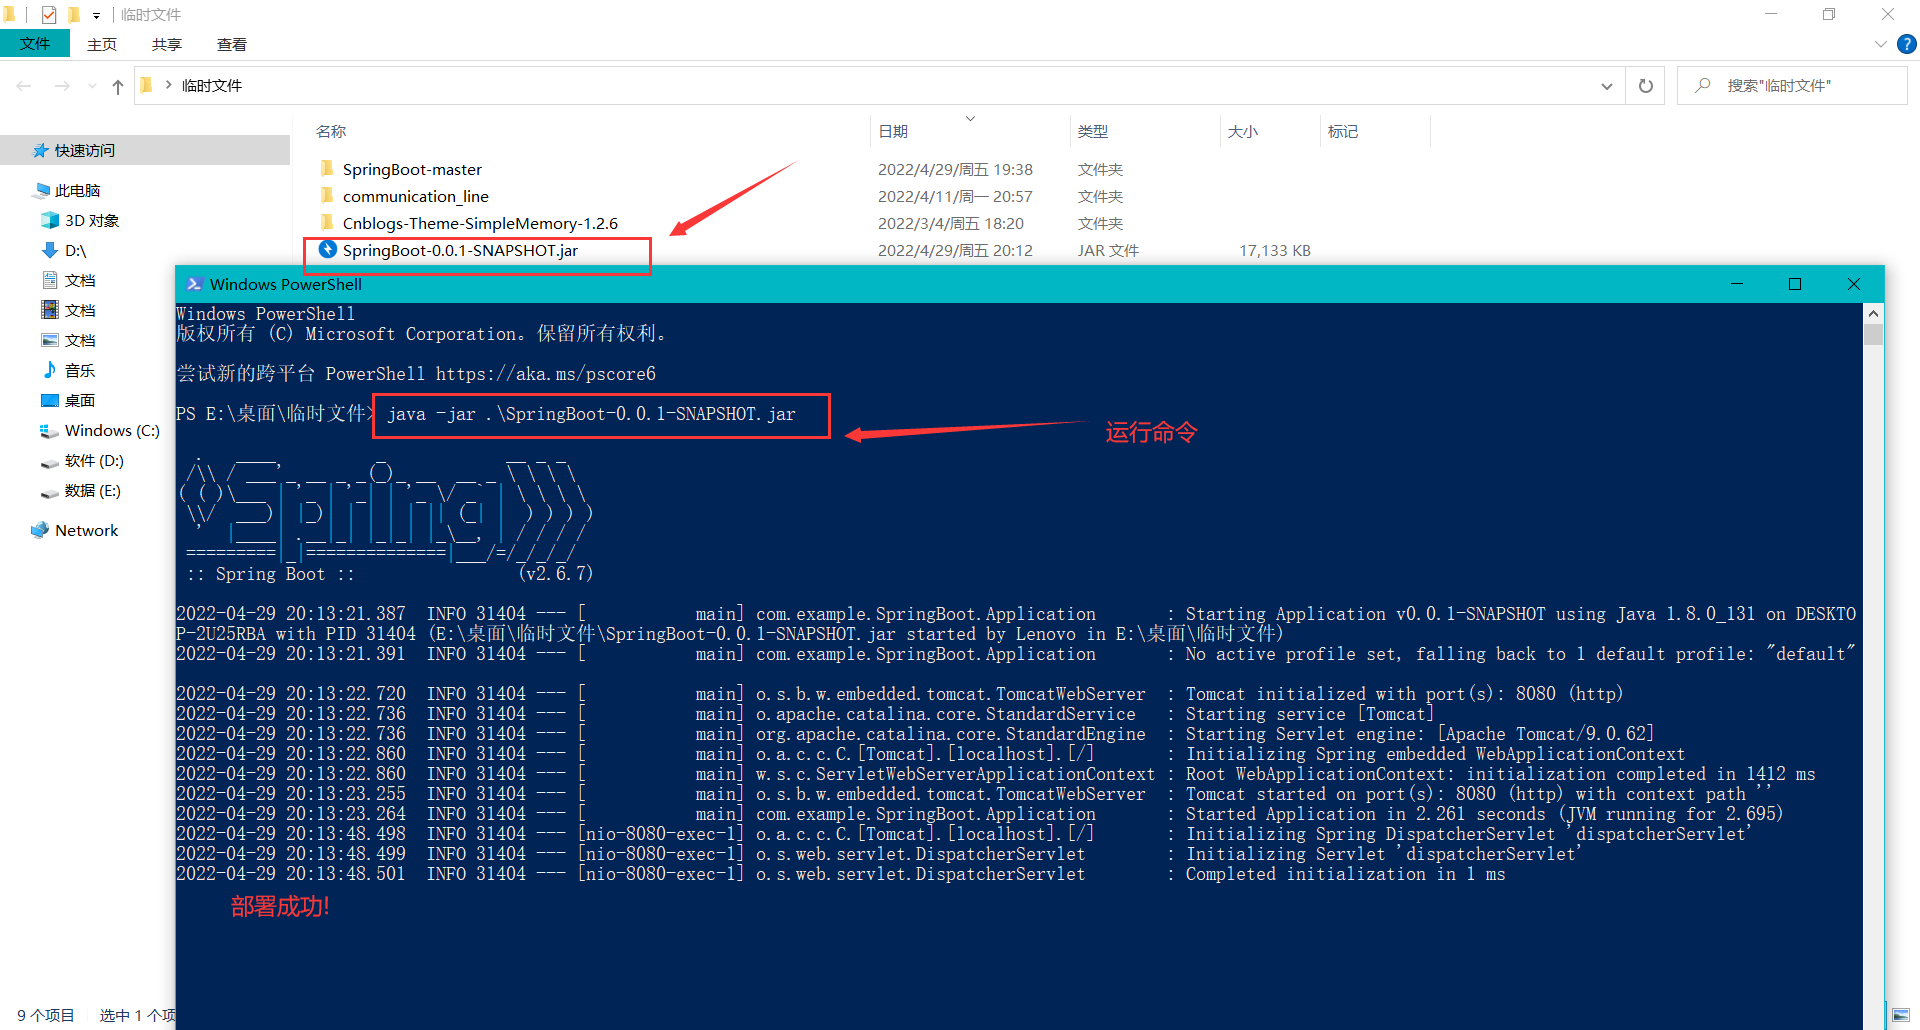 临时文件
文件 主页 共享 查看
临时文件
搜索"临时文件"
名称 日期 类型 大小 标记
快速访问
此电脑
3D 对象
D:\
文档
文档
文档
音乐
桌面
Windows (C:)
软件 (D:)
数据 (E:)
Network
SpringBoot-master 2022/4/29/周五 19:38 文件夹
communication_line 2022/4/11/周一 20:57 文件夹
Cnblogs-Theme-SimpleMemory-1.2.6 2022/3/4/周五 18:20 文件夹
SpringBoot-0.0.1-SNAPSHOT.jar 2022/4/29/周五 20:12 JAR 文件 17,133 KB
Windows PowerShell
Windows PowerShell
版权所有 (C) Microsoft Corporation。保留所有权利。
尝试新的跨平台 PowerShell https://aka.ms/pscore6
PS E:\桌面\临时文件> java -jar .\SpringBoot-0.0.1-SNAPSHOT.jar
运行命令
Spring
:: Spring Boot :: (v2.6.7)
2022-04-29 20:13:21.387 INFO 31404 --- [ main] com.example.SpringBoot.Application : Starting Application v0.0.1-SNAPSHOT using Java 1.8.0_131 on DESKTO
P-2U25RBA with PID 31404 (E:\桌面\临时文件\SpringBoot-0.0.1-SNAPSHOT.jar started by Lenovo in E:\桌面\临时文件)
2022-04-29 20:13:21.391 INFO 31404 --- [ main] com.example.SpringBoot.Application : No active profile set, falling back to 1 default profile: "default"
2022-04-29 20:13:22.720 INFO 31404 --- [ main] o.s.b.w.embedded.tomcat.TomcatWebServer : Tomcat initialized with port(s): 8080 (http)
2022-04-29 20:13:22.736 INFO 31404 --- [ main] o.apache.catalina.core.StandardService : Starting service [Tomcat]
2022-04-29 20:13:22.736 INFO 31404 --- [ main] org.apache.catalina.core.StandardEngine : Starting Servlet engine: [Apache Tomcat/9.0.62]
2022-04-29 20:13:22.860 INFO 31404 --- [ main] o.a.c.c.C.[Tomcat].[localhost].[/] : Initializing Spring embedded WebApplicationContext
2022-04-29 20:13:22.860 INFO 31404 --- [ main] w.s.c.ServletWebServerApplicationContext : Root WebApplicationContext: initialization completed in 1412 ms
2022-04-29 20:13:23.255 INFO 31404 --- [ main] o.s.b.w.embedded.tomcat.TomcatWebServer : Tomcat started on port(s): 8080 (http) with context path ''
2022-04-29 20:13:23.264 INFO 31404 --- [ main] com.example.SpringBoot.Application : Started Application in 2.261 seconds (JVM running for 2.695)
2022-04-29 20:13:48.498 INFO 31404 --- [nio-8080-exec-1] o.a.c.c.C.[Tomcat].[localhost].[/] : Initializing Spring DispatcherServlet 'dispatcherServlet'
2022-04-29 20:13:48.499 INFO 31404 --- [nio-8080-exec-1] o.s.web.servlet.DispatcherServlet : Initializing Servlet 'dispatcherServlet'
2022-04-29 20:13:48.501 INFO 31404 --- [nio-8080-exec-1] o.s.web.servlet.DispatcherServlet : Completed initialization in 1 ms
部署成功!
9 个项目 选中 1 个项